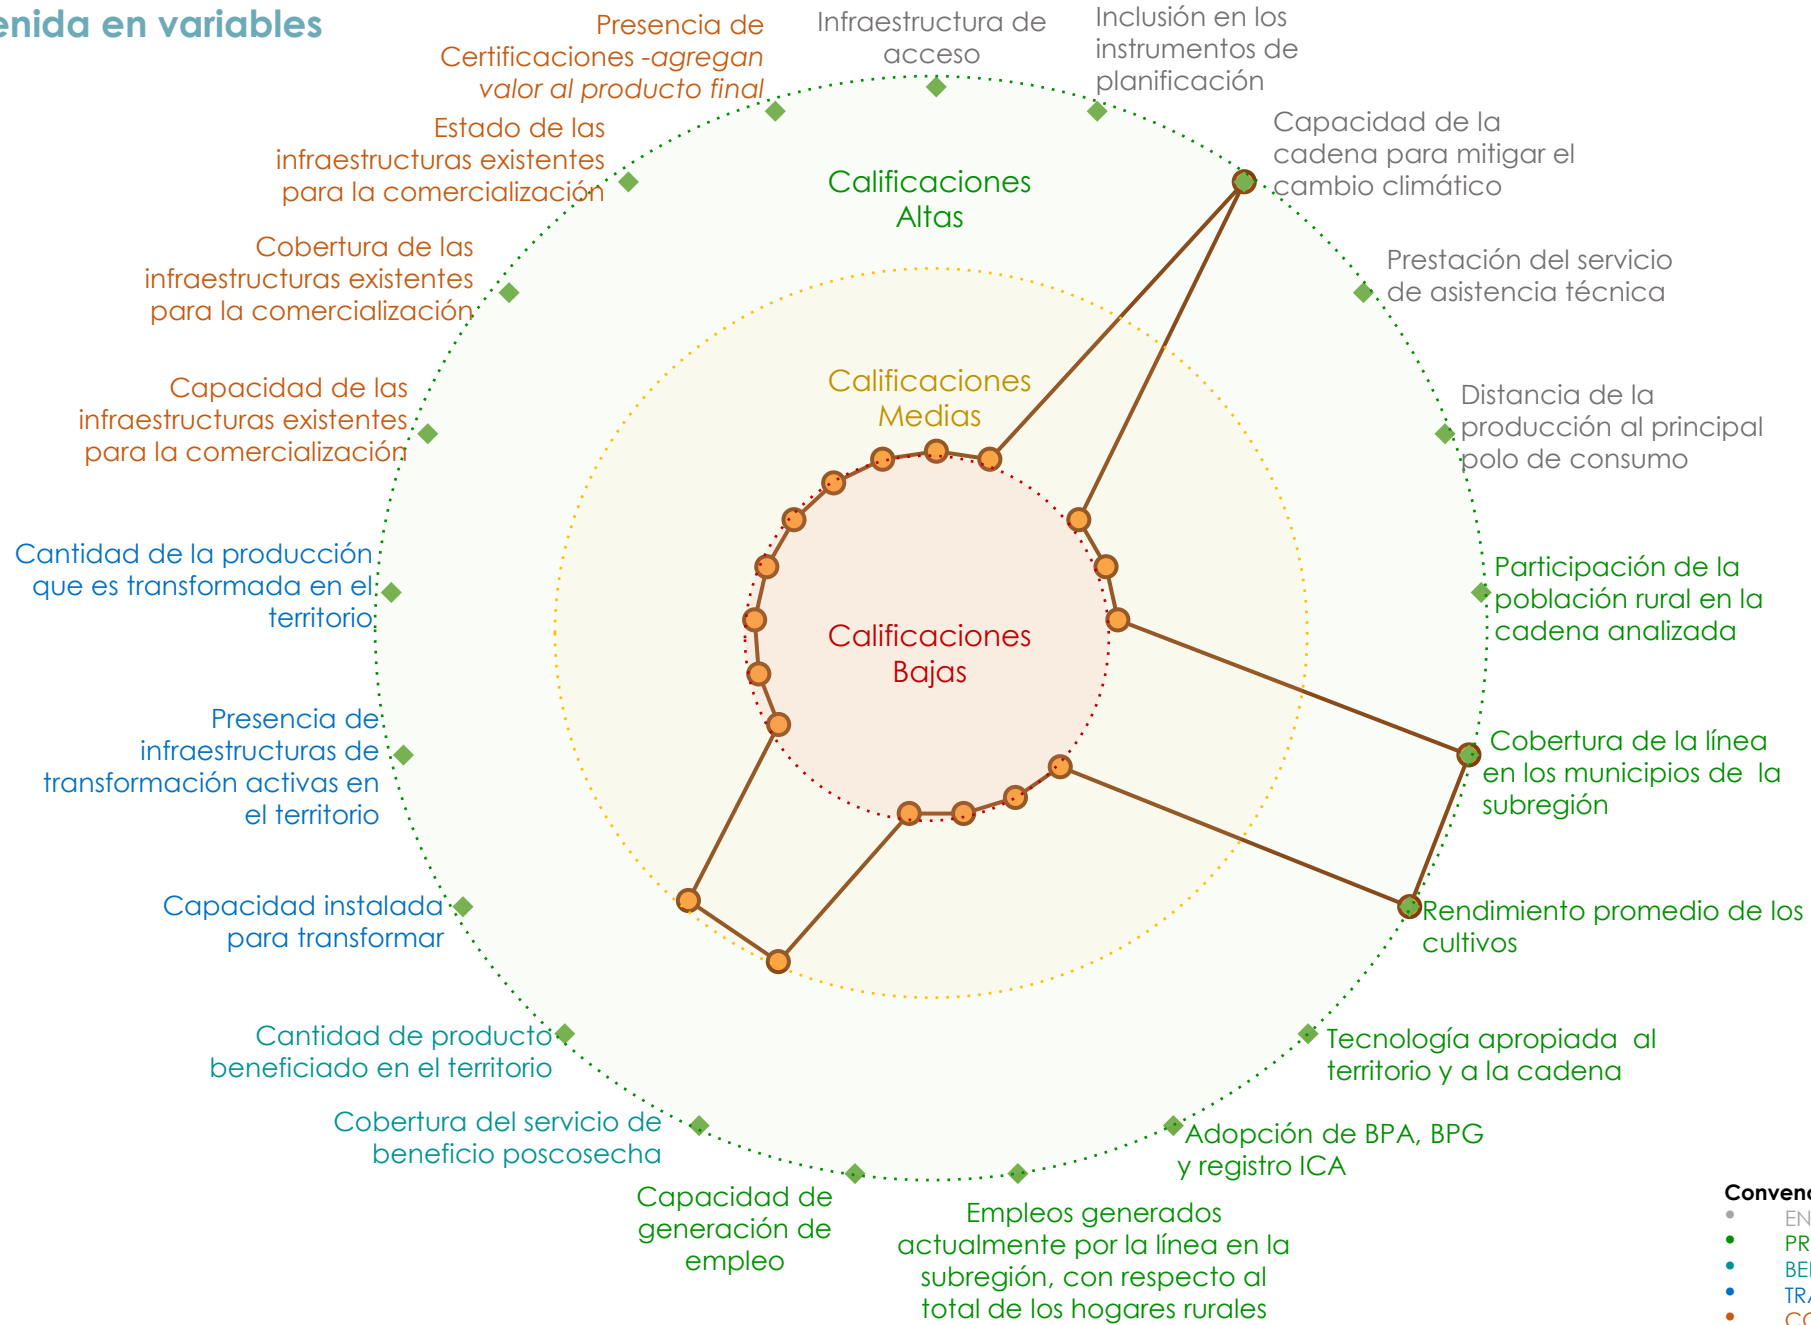 enida en variables
Presencia de
Certificaciones -agregan
valor al producto final
Infraestructura de
acceso
Inclusión en los
instrumentos de
planificación
Capacidad de la
cadena para mitigar el
cambio climático
Prestación del servicio
de asistencia técnica
Distancia de la
producción al principal
polo de consumo
Participación de la
población rural en la
cadena analizada
Cobertura de la línea
en los municipios de la
subregión
Rendimiento promedio de los
cultivos
Tecnología apropiada al
territorio y a la cadena
Adopción de BPA, BPG
y registro ICA
Empleos generados
actualmente por la línea en la
subregión, con respecto al
total de los hogares rurales
Capacidad de
generación de
empleo
Cobertura del servicio de
beneficio poscosecha
Cantidad de producto
beneficiado en el territorio
Capacidad instalada
para transformar
Presencia de
infraestructuras de
transformación activas en
el territorio
Cantidad de la producción
que es transformada en el
territorio
Capacidad de las
infraestructuras existentes
para la comercialización
Cobertura de las
infraestructuras existentes
para la comercialización
Estado de las
infraestructuras existentes
para la comercialización
Calificaciones
Altas
Calificaciones
Medias
Calificaciones
Bajas
Convenc
EN
PR
BE
TRA
CO